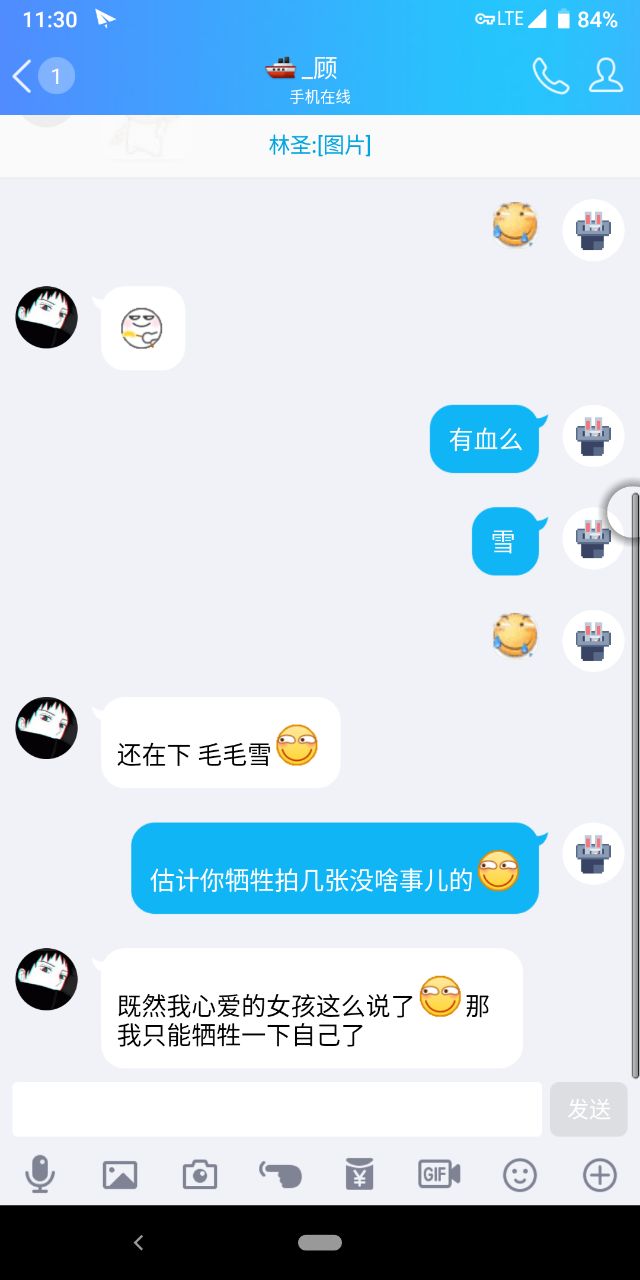 11:30
LTE
84%
1
_顾
手机在线
林圣:[图片]
有血么
雪
还在下 毛毛雪
估计你牺牲拍几张没啥事儿的
既然我心爱的女孩这么说了 那
我只能牺牲一下自己了
发送
¥
GIF